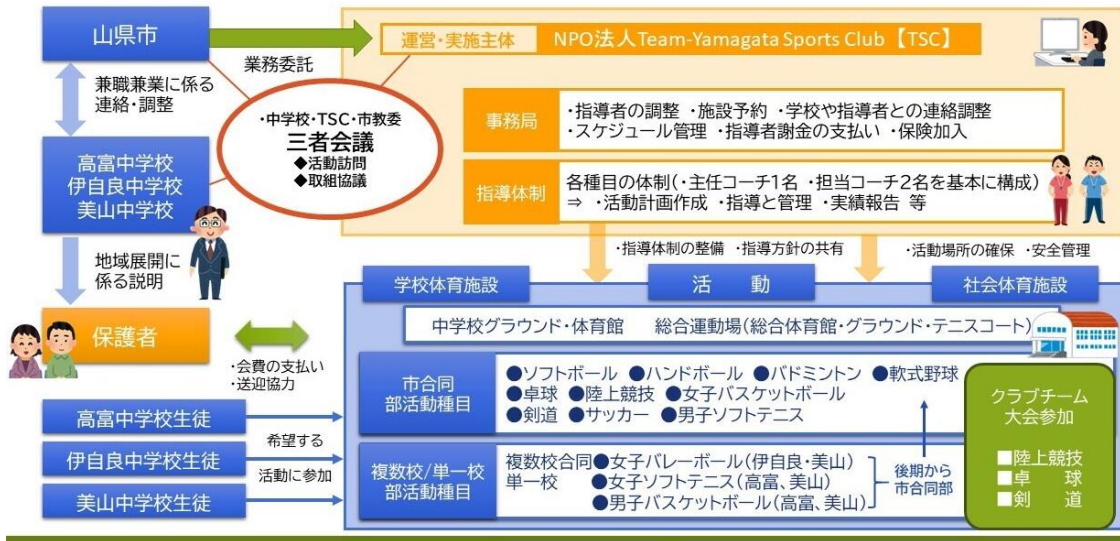 山県市
業務委託
運営・実施主体 NPO法人Team-Yamagata Sports Club【TSC】
兼職兼業に係る
連絡・調整
・中学校・TSC・市教委
三者会議
◆活動訪問
◆取組協議
事務局
・指導者の調整 ・施設予約 ・学校や指導者との連絡調整
・スケジュール管理 ・指導者謝金の支払い ・保険加入
高富中学校
伊自良中学校
美山中学校
指導体制
各種目の体制(・主任コーチ1名 ・担当コーチ2名を基本に構成)
⇒ ・活動計画作成 ・指導と管理 ・実績報告 等
・指導体制の整備 ・指導方針の共有
・活動場所の確保 ・安全管理
地域展開に
係る説明
学校体育施設
活 動
社会体育施設
中学校グラウンド・体育館 総合運動場(総合体育館・グラウンド・テニスコート)
保護者
・会費の支払い
・送迎協力
市合同
部活動種目
●ソフトボール ●ハンドボール ●バドミントン ●軟式野球
●卓球 ●陸上競技 ●女子バスケットボール
●剣道 ●サッカー ●男子ソフトテニス
高富中学校生徒
伊自良中学校生徒
美山中学校生徒
希望する
活動に参加
複数校/単一校
部活動種目
複数校合同●女子バレーボール(伊自良・美山)
単一校 ●女子ソフトテニス(高富、美山)
●男子バスケットボール(高富、美山)
後期から
市合同部
クラブチーム
大会参加
■陸上競技
■卓 球
■剣 道